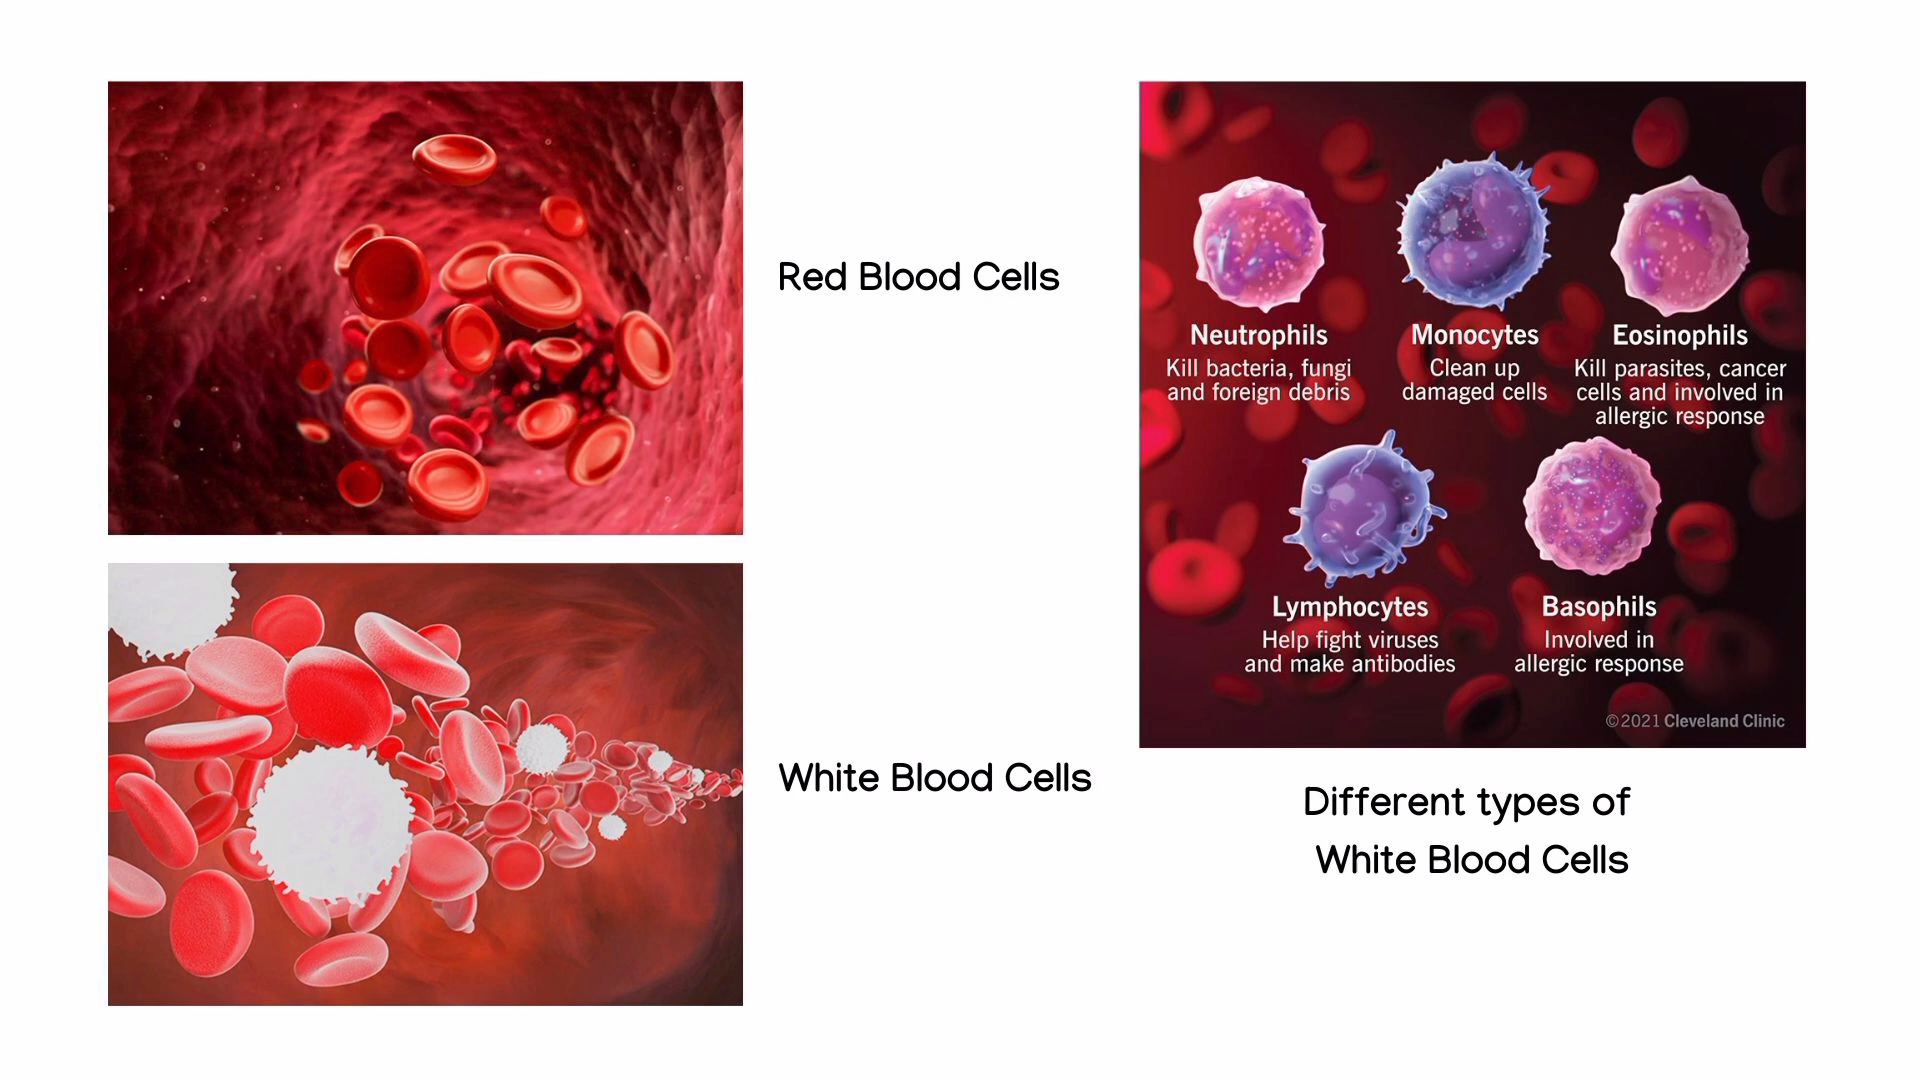 Red Blood Cells
White Blood Cells
Neutrophils
Kill bacteria, fungi
and foreign debris
Monocytes
Clean up
damaged cells
Eosinophils
Kill parasites, cancer
cells and involved in
allergic response
Lymphocytes
Help fight viruses
and make antibodies
Basophils
Involved in
allergic response
©2021 Cleveland Clinic
Different types of
White Blood Cells